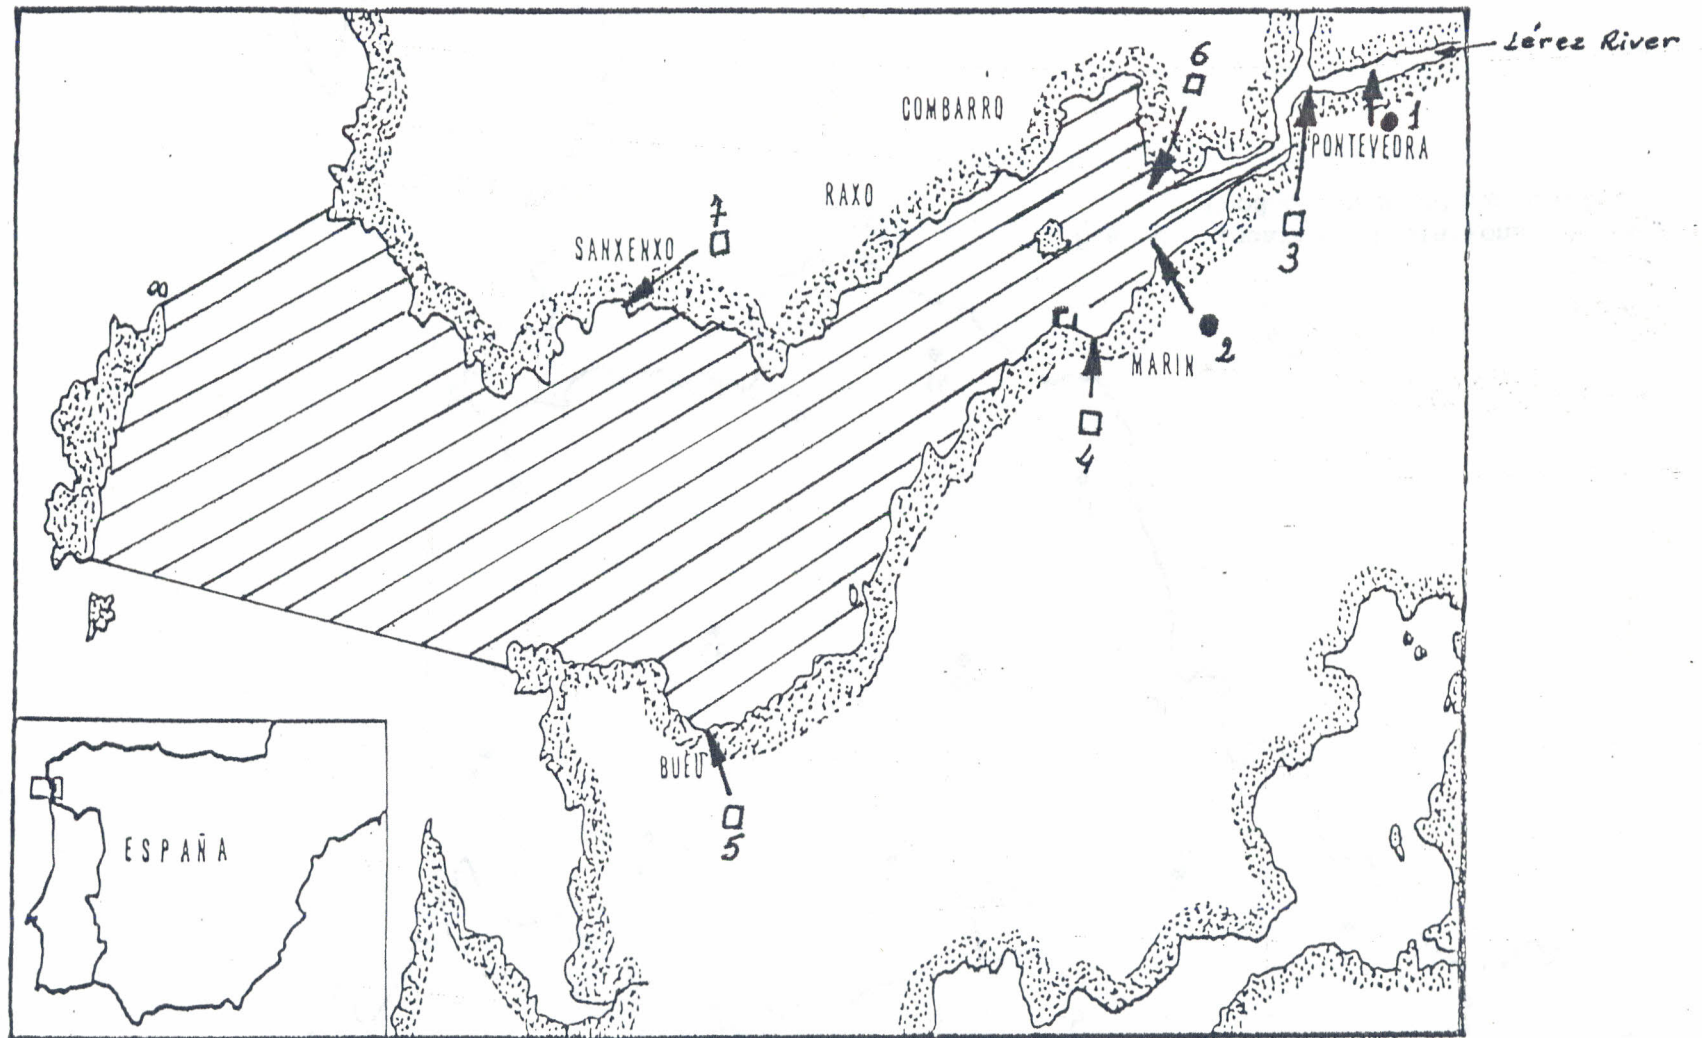 Lérez River
6
COMBARRO
1
PONTEVEDRA
RAXO
7
SANXENXO
3
2
MARIN
4
BUEU
5
ESPAÑA